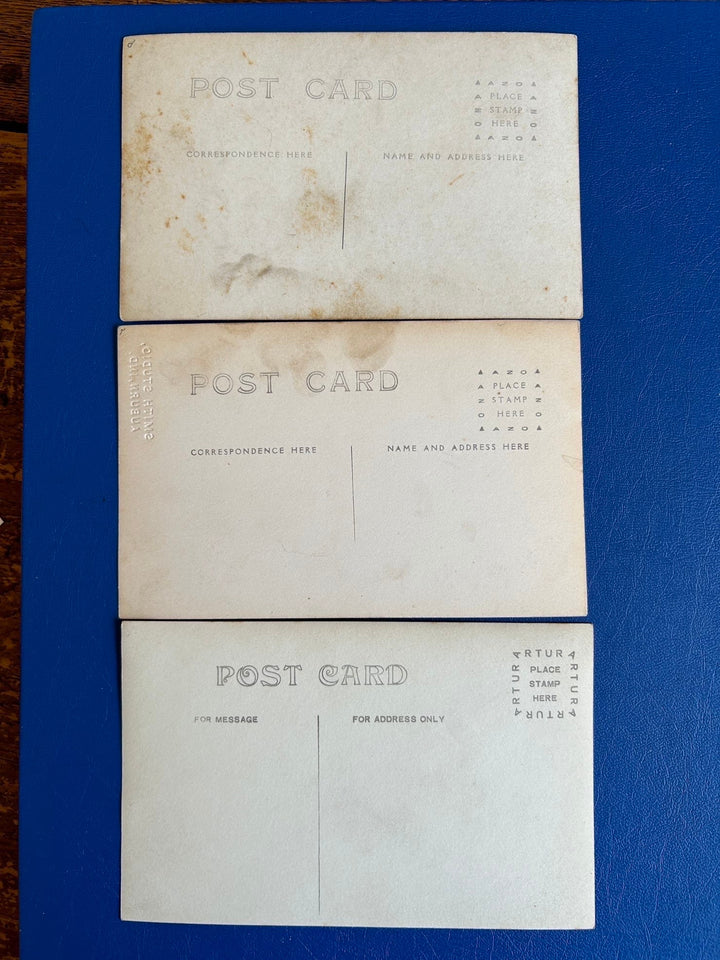 POST CARD
AZO
PLACE
STAMP
HERE
AZO
CORRESPONDENCE HERE
NAME AND ADDRESS HERE
POST CARD
AZO
PLACE
STAMP
HERE
AZO
CORRESPONDENCE HERE
NAME AND ADDRESS HERE
POST CARD
ARTURA
PLACE
STAMP
HERE
ARTURA
FOR MESSAGE
FOR ADDRESS ONLY